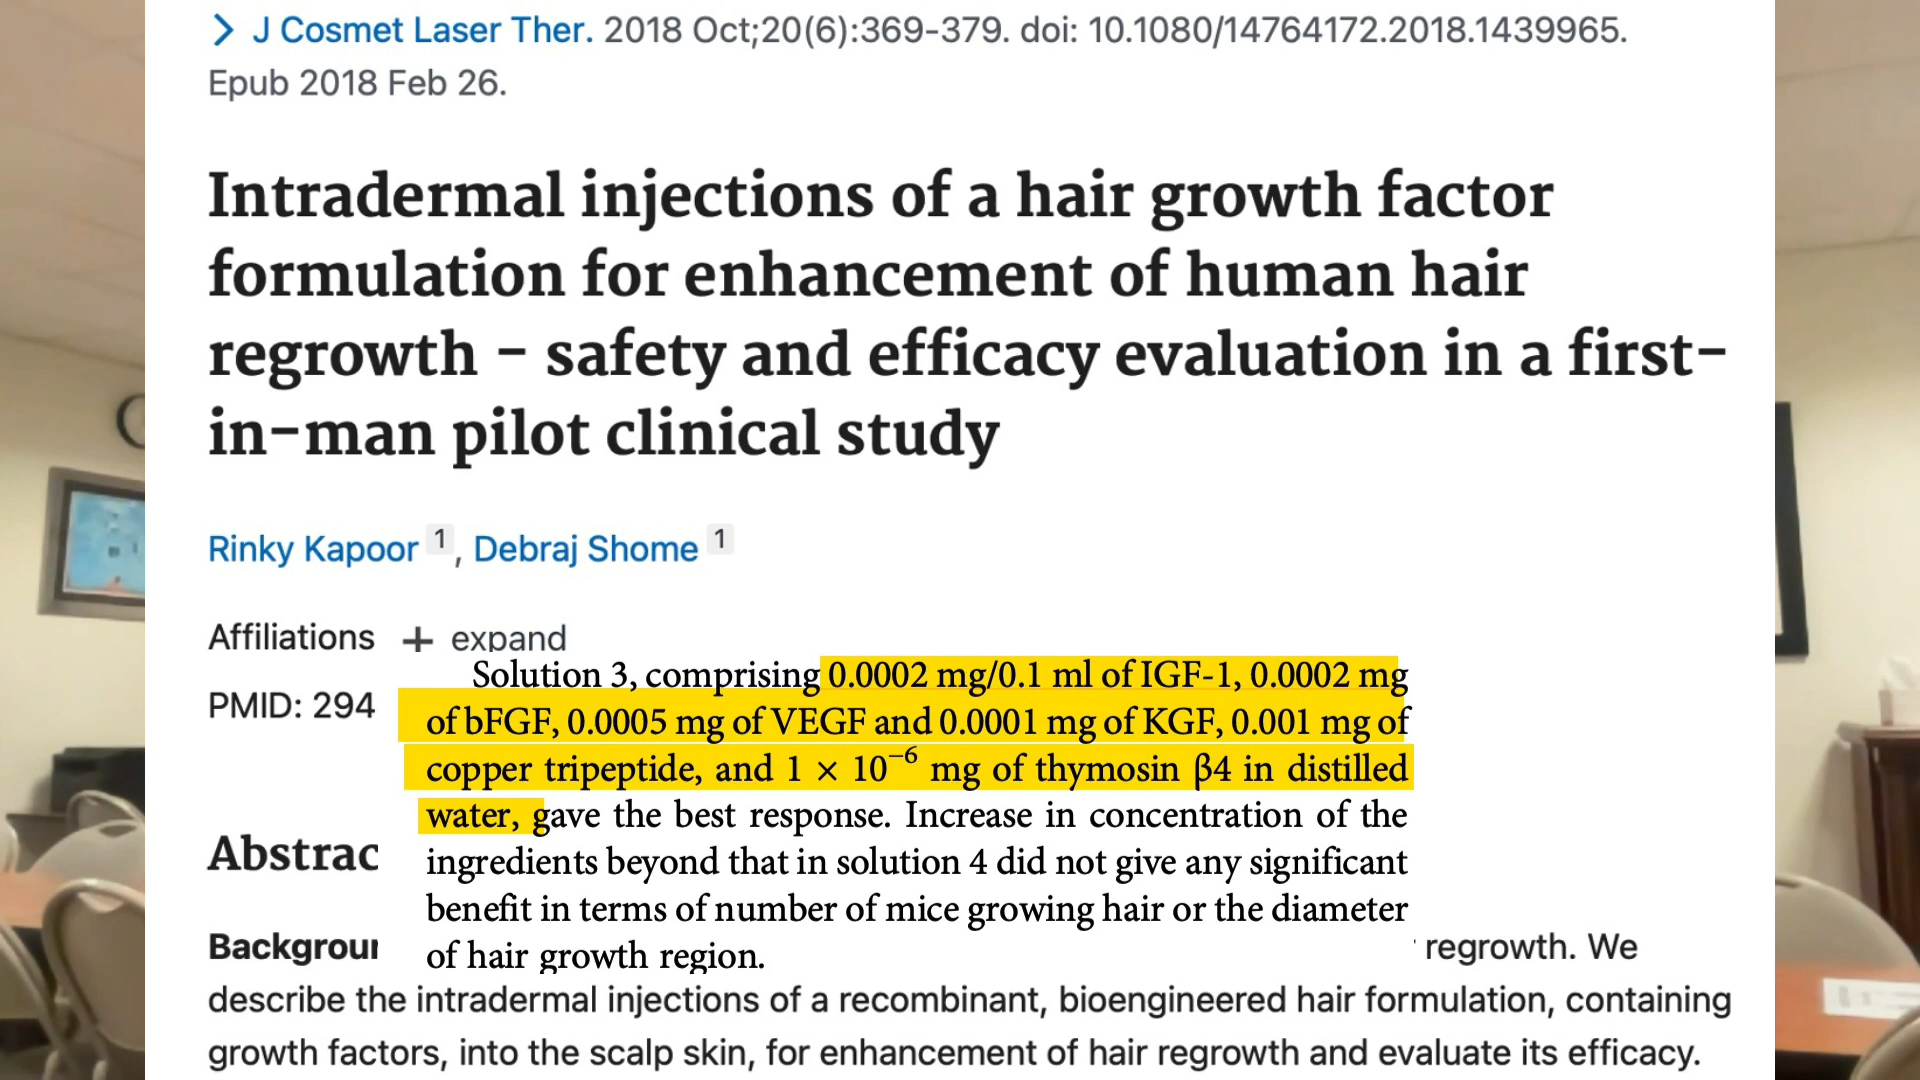 J Cosmet Laser Ther. 2018 Oct;20(6):369-379. doi: 10.1080/14764172.2018.1439965.
Epub 2018 Feb 26.
Intradermal injections of a hair growth factor
formulation for enhancement of human hair
regrowth - safety and efficacy evaluation in a first-
in-man pilot clinical study
Rinky Kapoor 1, Debraj Shome 1
Affiliations + expand
PMID: 294
Solution 3, comprising 0.0002 mg/0.1 ml of IGF-1, 0.0002 mg
of bFGF, 0.0005 mg of VEGF and 0.0001 mg of KGF, 0.001 mg of
copper tripeptide, and 1 × 10⁻⁶ mg of thymosin β4 in distilled
water, gave the best response. Increase in concentration of the
ingredients beyond that in solution 4 did not give any significant
benefit in terms of number of mice growing hair or the diameter
of hair growth region.
Abstrac
Backgrour
regrowth. We
describe the intradermal injections of a recombinant, bioengineered hair formulation, containing
growth factors, into the scalp skin, for enhancement of hair regrowth and evaluate its efficacy.